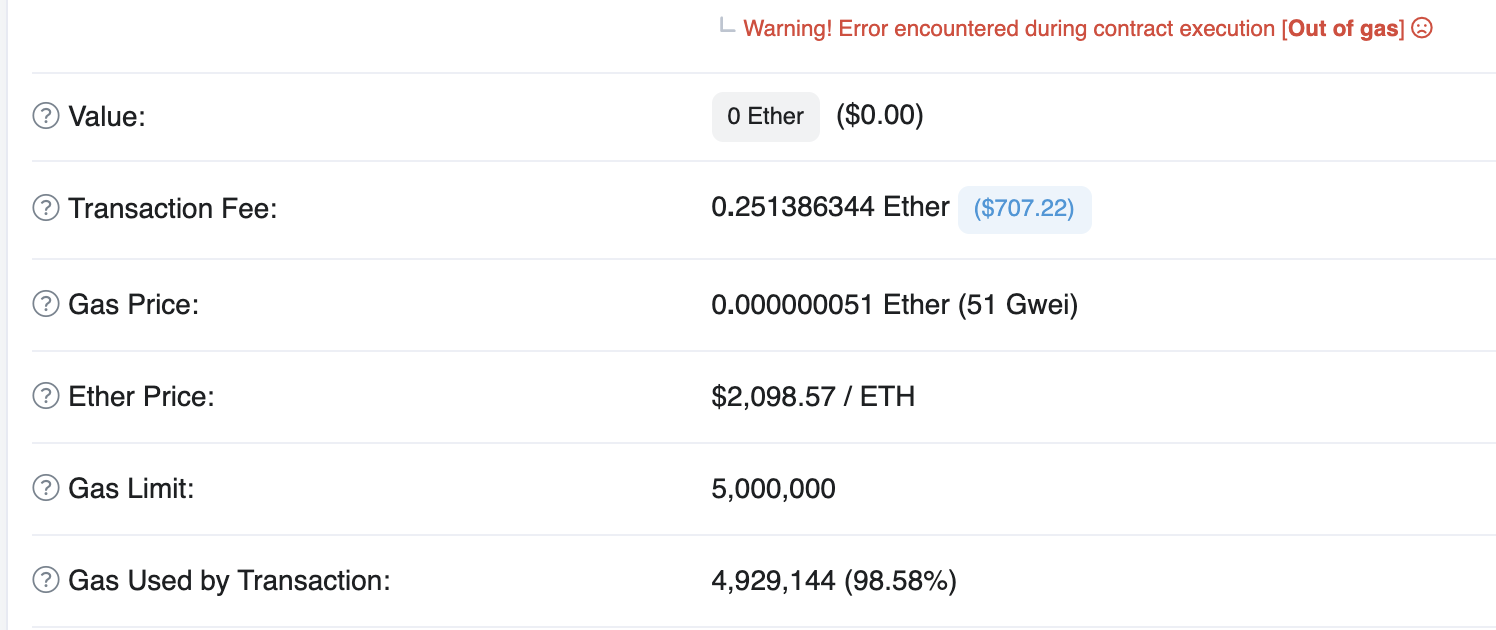 Warning! Error encountered during contract execution [Out of gas]
Value: 0 Ether ($0.00)
Transaction Fee: 0.251386344 Ether ($707.22)
Gas Price: 0.000000051 Ether (51 Gwei)
Ether Price: $2,098.57 / ETH
Gas Limit: 5,000,000
Gas Used by Transaction: 4,929,144 (98.58%)